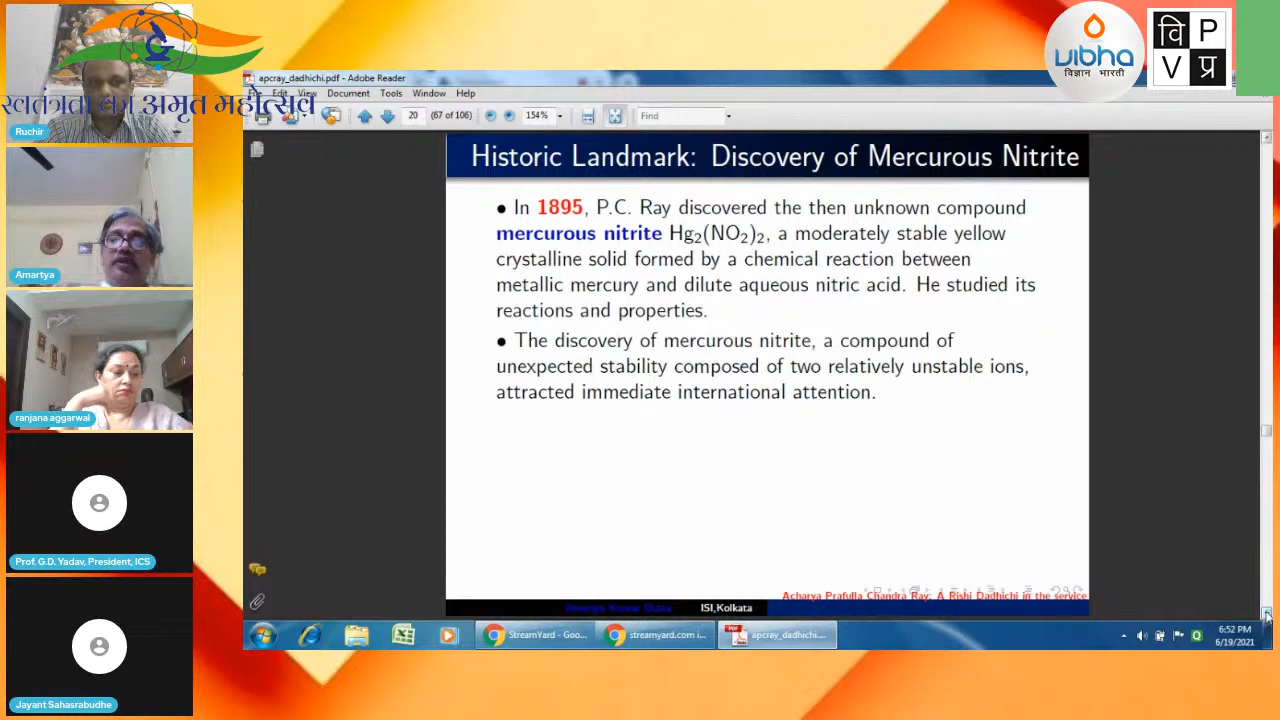 स्वतंत्रता का अमृत महोत्सव
Ruchir
Amartya
ranjana aggarwal
Prof. G.D. Yadav, President, ICS
Jayant Sahasrabudhe
vıbha
विज्ञान भारती
वि P
V प्र
apcray_dadhichi.pdf - Adobe Reader
Edit View Document Tools Window Help
20 (67 of 106) 154% Find
Historic Landmark: Discovery of Mercurous Nitrite
• In 1895, P.C. Ray discovered the then unknown compound
mercurous nitrite Hg₂(NO₂)₂, a moderately stable yellow
crystalline solid formed by a chemical reaction between
metallic mercury and dilute aqueous nitric acid. He studied its
reactions and properties.
• The discovery of mercurous nitrite, a compound of
unexpected stability composed of two relatively unstable ions,
attracted immediate international attention.
Acharya Prafulla Chandra Ray: A Rishi Dadhichi in the service
Amartya Kumar Dutta ISI,Kolkata
StreamYard - Goo... streamyard.com i... apcray_dadhichi....
6:52 PM
6/19/2021